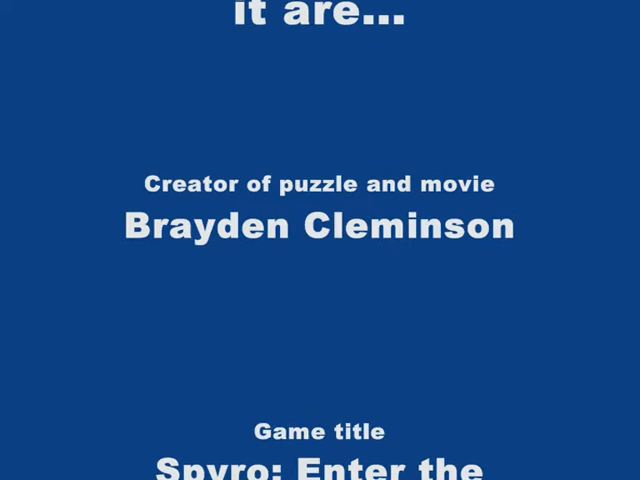 it are...
Creator of puzzle and movie
Brayden Cleminson
Game title
Spyro: Enter the